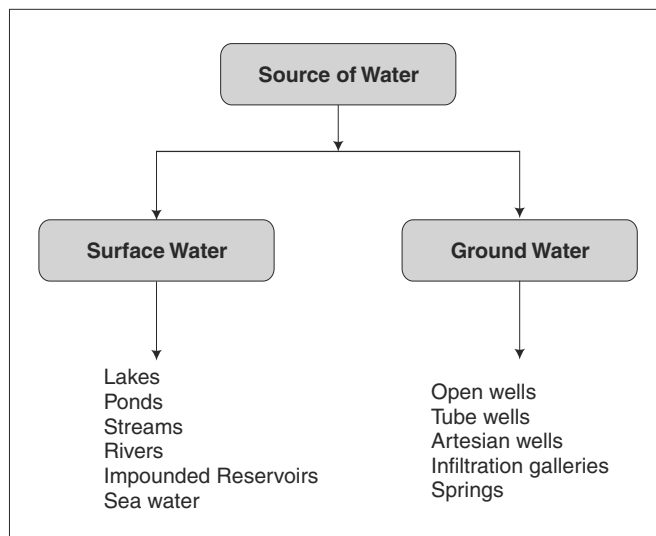 Source of Water
Surface Water
Ground Water
Lakes
Ponds
Streams
Rivers
Impounded Reservoirs
Sea water
Open wells
Tube wells
Artesian wells
Infiltration galleries
Springs